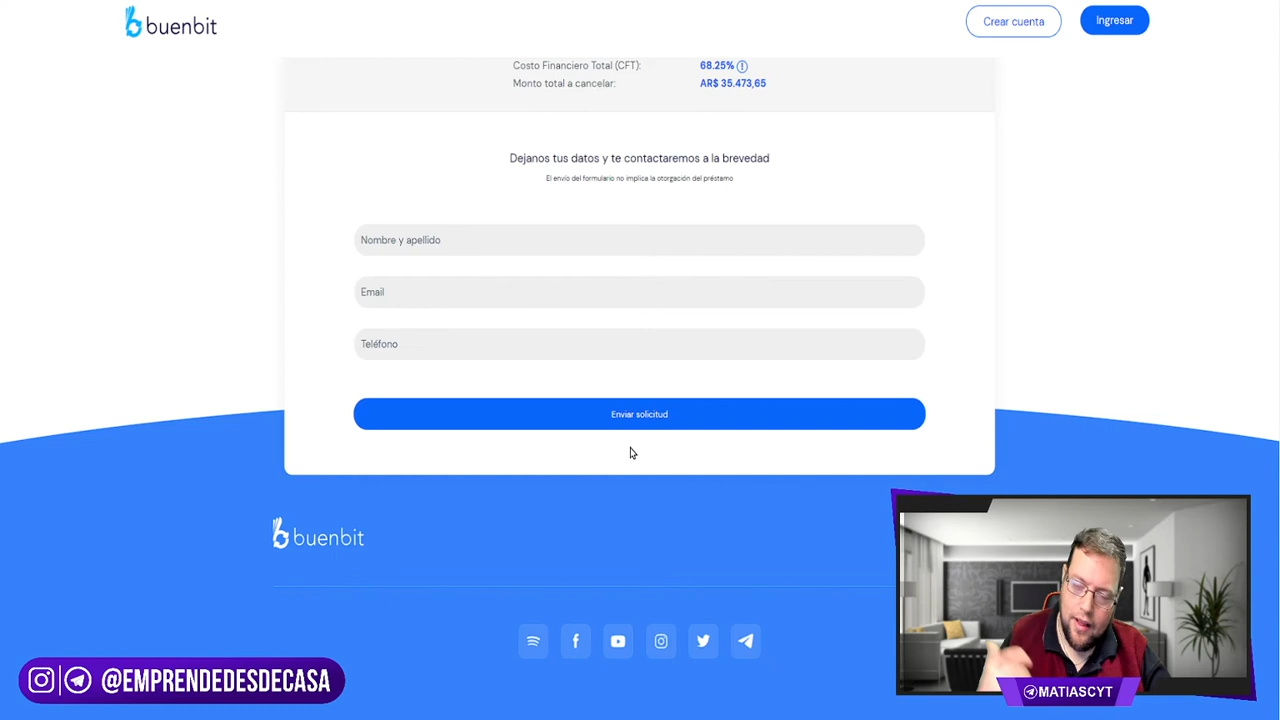 buenbit
Crear cuenta
Ingresar
Costo Financiero Total (CFT): 68.25%
Monto total a cancelar: AR$ 35.473,65
Dejanos tus datos y te contactaremos a la brevedad
El envío del formulario no implica la otorgación del préstamo
Nombre y apellido
Email
Teléfono
Enviar solicitud
buenbit
@EMPRENDEDESDECASA
MATIASCYT